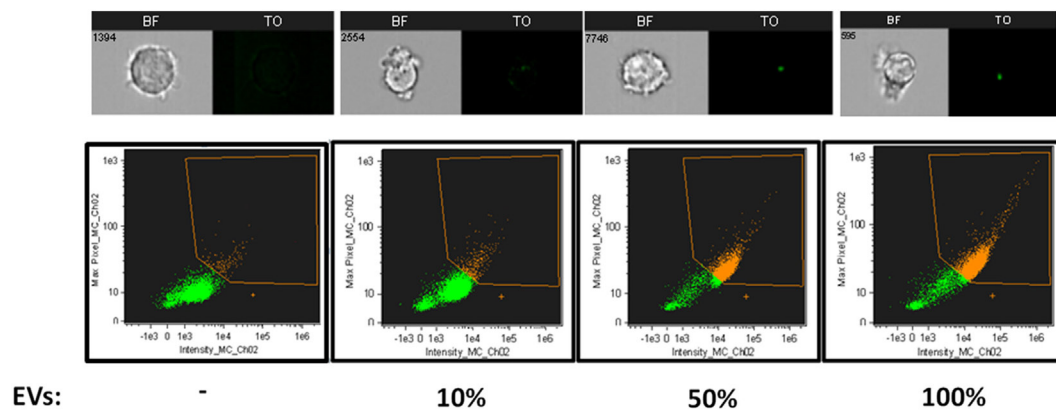 BF TO BF TO BF TO BF TO
1394 2554 7746 595
1e3 1e3 1e3 1e3
100 100 100 100
10 10 10 10
0 0 0 0
Max Pixel_MC_Ch02 Max Pixel_MC_Ch02 Max Pixel_MC_Ch02 Max Pixel_MC_Ch02
-1e3 0 1e3 1e4 1e5 1e6 -1e3 0 1e3 1e4 1e5 1e6 -1e3 0 1e3 1e4 1e5 1e6 -1e3 0 1e3 1e4 1e5 1e6
Intensity_MC_Ch02 Intensity_MC_Ch02 Intensity_MC_Ch02 Intensity_MC_Ch02
EVs: - 10% 50% 100%